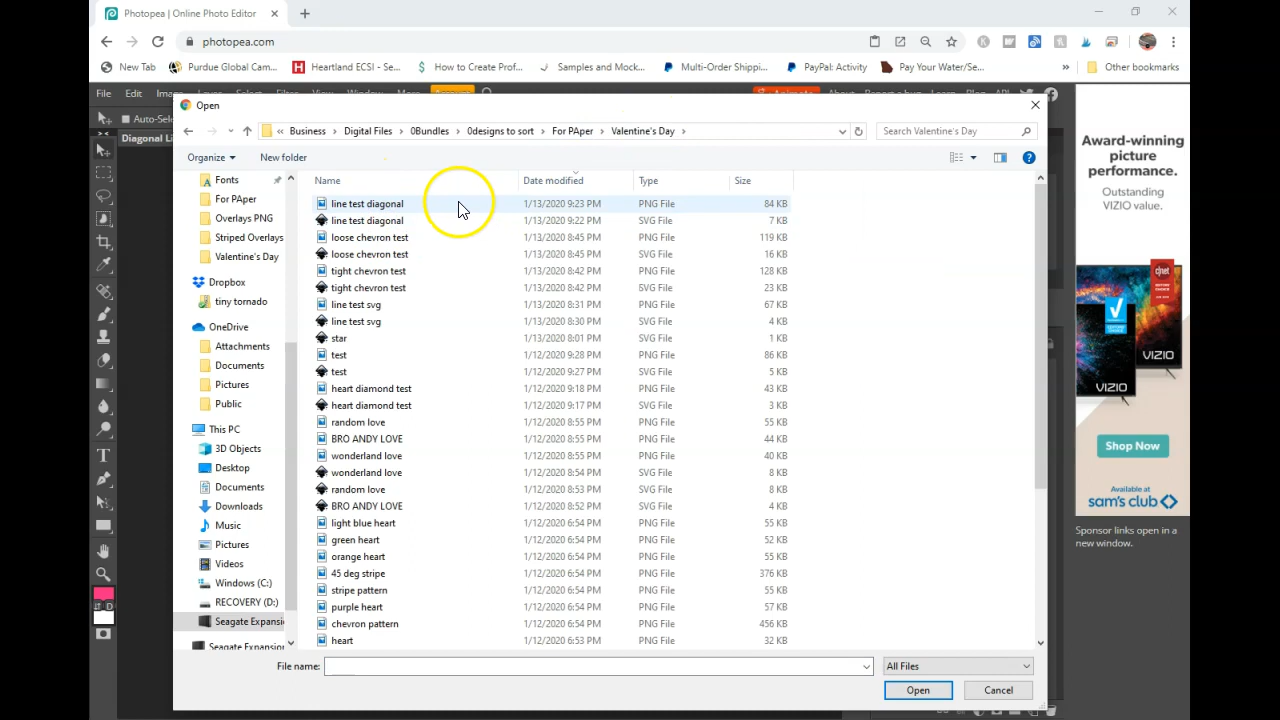 Photopea | Online Photo Editor
photopea.com
New Tab Purdue Global Cam... Heartland ECSI - Se... How to Create Prof... Samples and Mock... Multi-Order Shippi... PayPal: Activity Pay Your Water/Se... » Other bookmarks
File Edit
Open
« Business › Digital Files › 0Bundles › 0designs to sort › For PAper › Valentine's Day ›
Search Valentine's Day
Auto-Sele
Diagonal Li
Organize New folder
Name Date modified Type Size
Fonts
For PAper
Overlays PNG
Striped Overlays
Valentine's Day
Dropbox
tiny tornado
OneDrive
Attachments
Documents
Pictures
Public
This PC
3D Objects
Desktop
Documents
Downloads
Music
Pictures
Videos
Windows (C:)
RECOVERY (D:)
Seagate Expansi
Seagate Expansi
line test diagonal 1/13/2020 9:23 PM PNG File 84 KB
line test diagonal 1/13/2020 9:22 PM SVG File 7 KB
loose chevron test 1/13/2020 8:45 PM PNG File 119 KB
loose chevron test 1/13/2020 8:45 PM SVG File 16 KB
tight chevron test 1/13/2020 8:42 PM PNG File 128 KB
tight chevron test 1/13/2020 8:42 PM SVG File 23 KB
line test svg 1/13/2020 8:31 PM PNG File 67 KB
line test svg 1/13/2020 8:30 PM SVG File 4 KB
star 1/13/2020 8:01 PM SVG File 1 KB
test 1/12/2020 9:28 PM PNG File 86 KB
test 1/12/2020 9:27 PM SVG File 5 KB
heart diamond test 1/12/2020 9:18 PM PNG File 43 KB
heart diamond test 1/12/2020 9:17 PM SVG File 3 KB
random love 1/12/2020 8:55 PM PNG File 55 KB
BRO ANDY LOVE 1/12/2020 8:55 PM PNG File 44 KB
wonderland love 1/12/2020 8:55 PM PNG File 40 KB
wonderland love 1/12/2020 8:54 PM SVG File 8 KB
random love 1/12/2020 8:53 PM SVG File 8 KB
BRO ANDY LOVE 1/12/2020 8:52 PM SVG File 4 KB
light blue heart 1/12/2020 6:54 PM PNG File 55 KB
green heart 1/12/2020 6:54 PM PNG File 52 KB
orange heart 1/12/2020 6:54 PM PNG File 55 KB
45 deg stripe 1/12/2020 6:54 PM PNG File 376 KB
stripe pattern 1/12/2020 6:54 PM PNG File 55 KB
purple heart 1/12/2020 6:54 PM PNG File 57 KB
chevron pattern 1/12/2020 6:54 PM PNG File 456 KB
heart 1/12/2020 6:53 PM PNG File 32 KB
File name:
All Files
Open Cancel
Award-winning
picture
performance.
Outstanding
VIZIO value.
cnet
VIZIO
VIZIO
Shop Now
Available at
sam's club
Sponsor links open in a
new window.